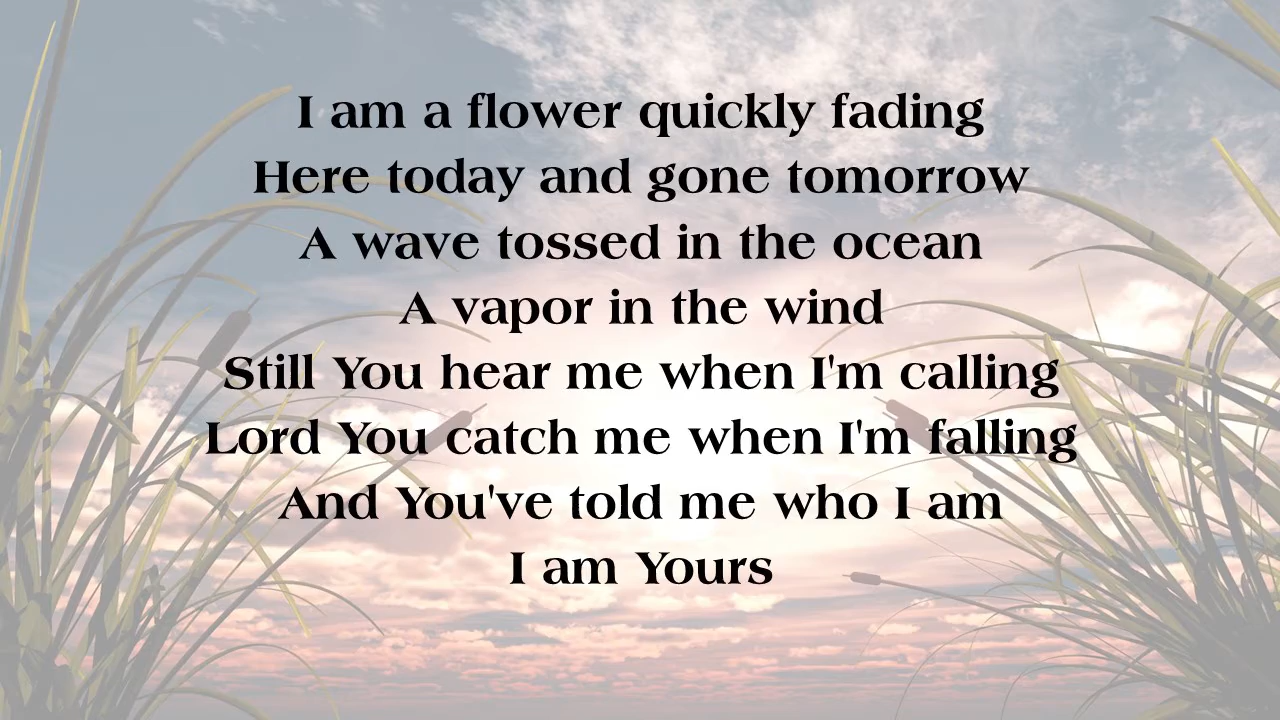 I am a flower quickly fading
Here today and gone tomorrow
A wave tossed in the ocean
A vapor in the wind
Still You hear me when I'm calling
Lord You catch me when I'm falling
And You've told me who I am
I am Yours